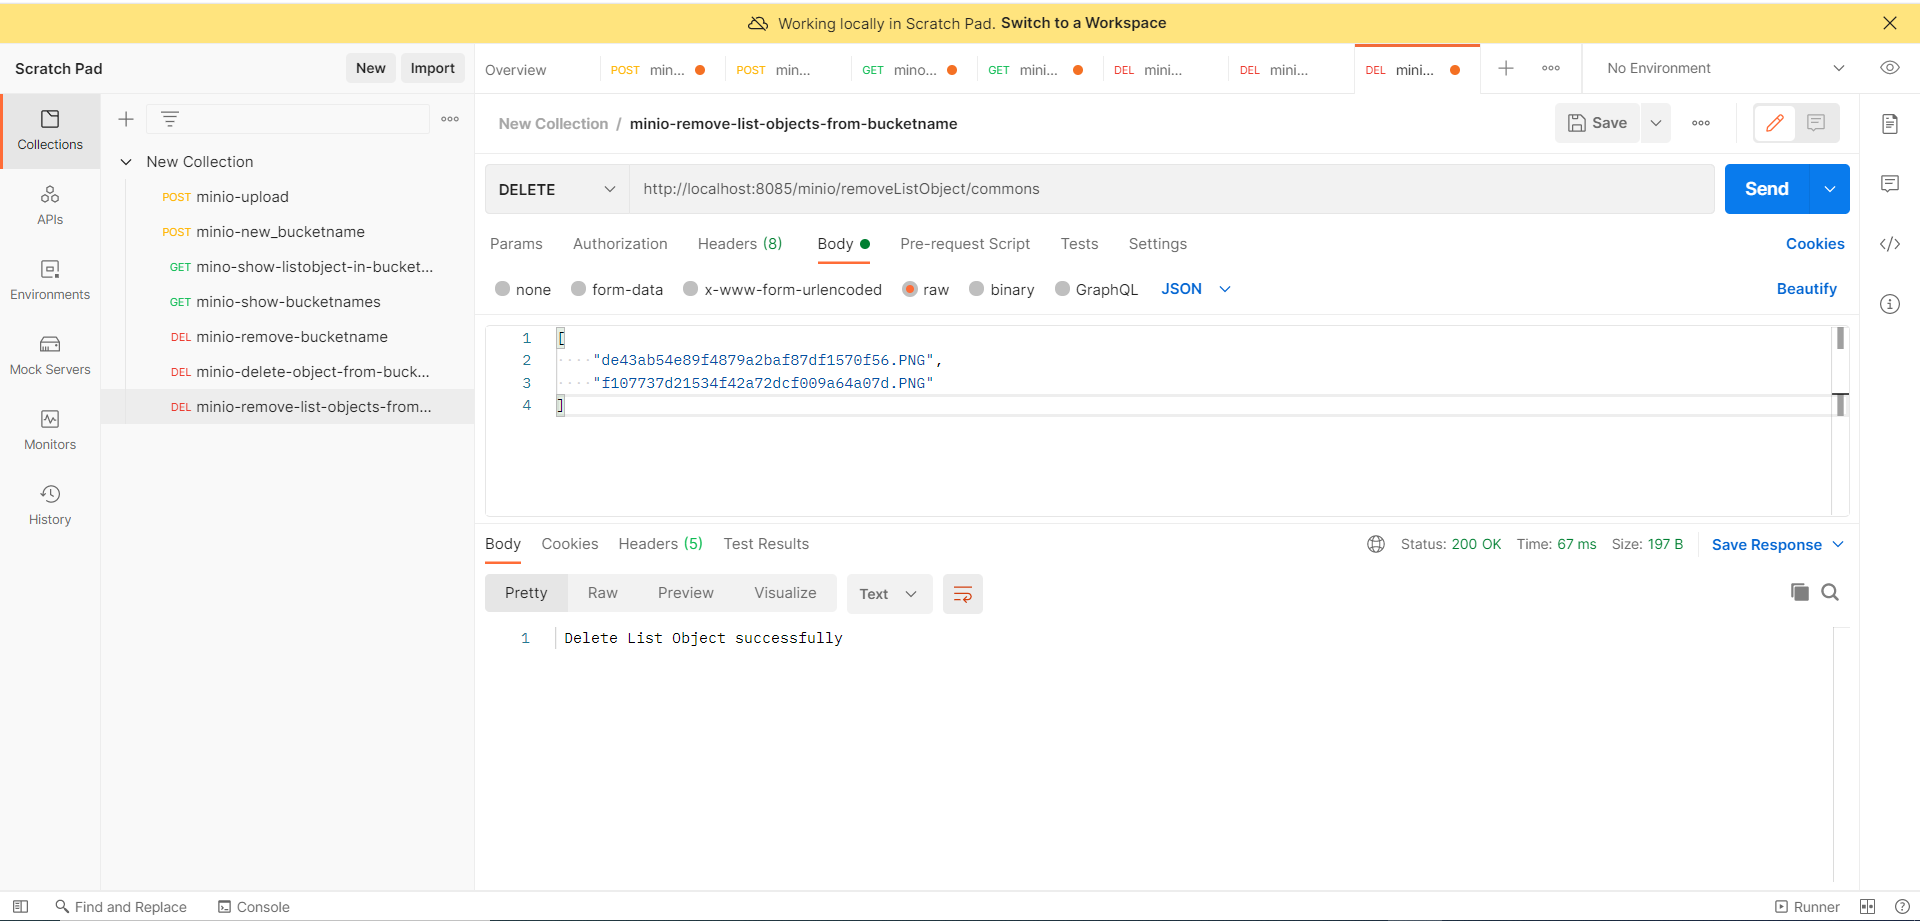 Working locally in Scratch Pad. Switch to a Workspace
Scratch Pad
New
Import
Overview
POST min...
POST min...
GET mino...
GET mini...
DEL mini...
DEL mini...
DEL mini...
No Environment
Collections
APIs
Environments
Mock Servers
Monitors
History
New Collection
POST minio-upload
POST minio-new_bucketname
GET mino-show-listobject-in-bucket...
GET minio-show-bucketnames
DEL minio-remove-bucketname
DEL minio-delete-object-from-buck...
DEL minio-remove-list-objects-from...
New Collection / minio-remove-list-objects-from-bucketname
Save
DELETE
http://localhost:8085/minio/removeListObject/commons
Send
Params Authorization Headers (8) Body Pre-request Script Tests Settings
Cookies
none form-data x-www-form-urlencoded raw binary GraphQL JSON
Beautify
1 [
2 "de43ab54e89f4879a2baf87df1570f56.PNG",
3 "f107737d21534f42a72dcf009a64a07d.PNG"
4 ]
Body Cookies Headers (5) Test Results
Status: 200 OK Time: 67 ms Size: 197 B
Save Response
Pretty Raw Preview Visualize Text
1 Delete List Object successfully
Find and Replace
Console
Runner